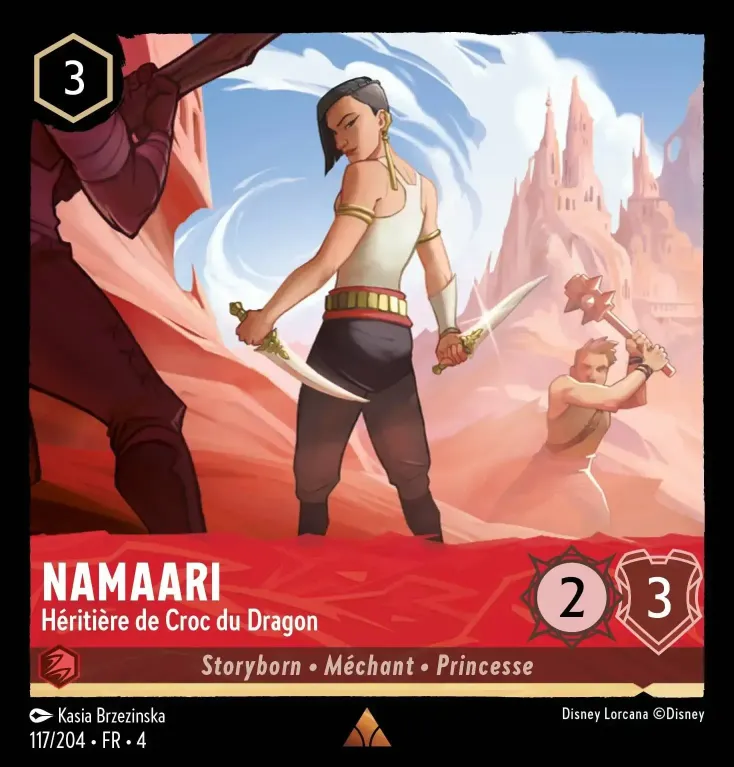 3
NAMAARI
Héritière de Croc du Dragon
2
3
Storyborn • Méchant • Princesse
Kasia Brzezinska
Disney Lorcana ©Disney
117/204 • FR • 4